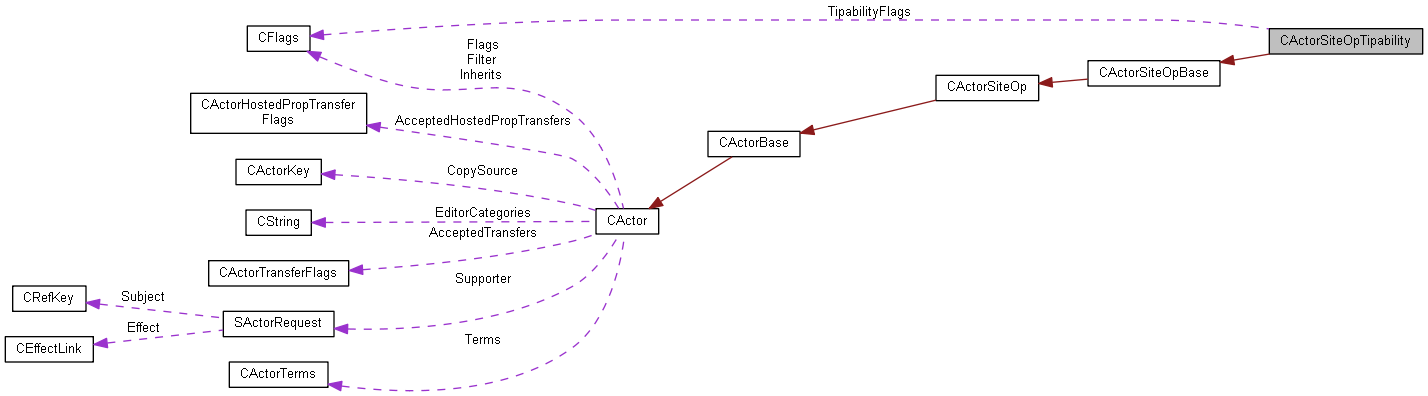 TipabilityFlags
CFlags
CActorSiteOpTipability
Flags
Filter
Inherits
CActorSiteOpBase
CActorSiteOp
CActorHostedPropTransfer
Flags
AcceptedHostedPropTransfers
CActorBase
CActorKey
CopySource
CString
EditorCategories
CActor
AcceptedTransfers
CActorTransferFlags
Supporter
CRefKey
Subject
SActorRequest
Effect
CEffectLink
Terms
CActorTerms